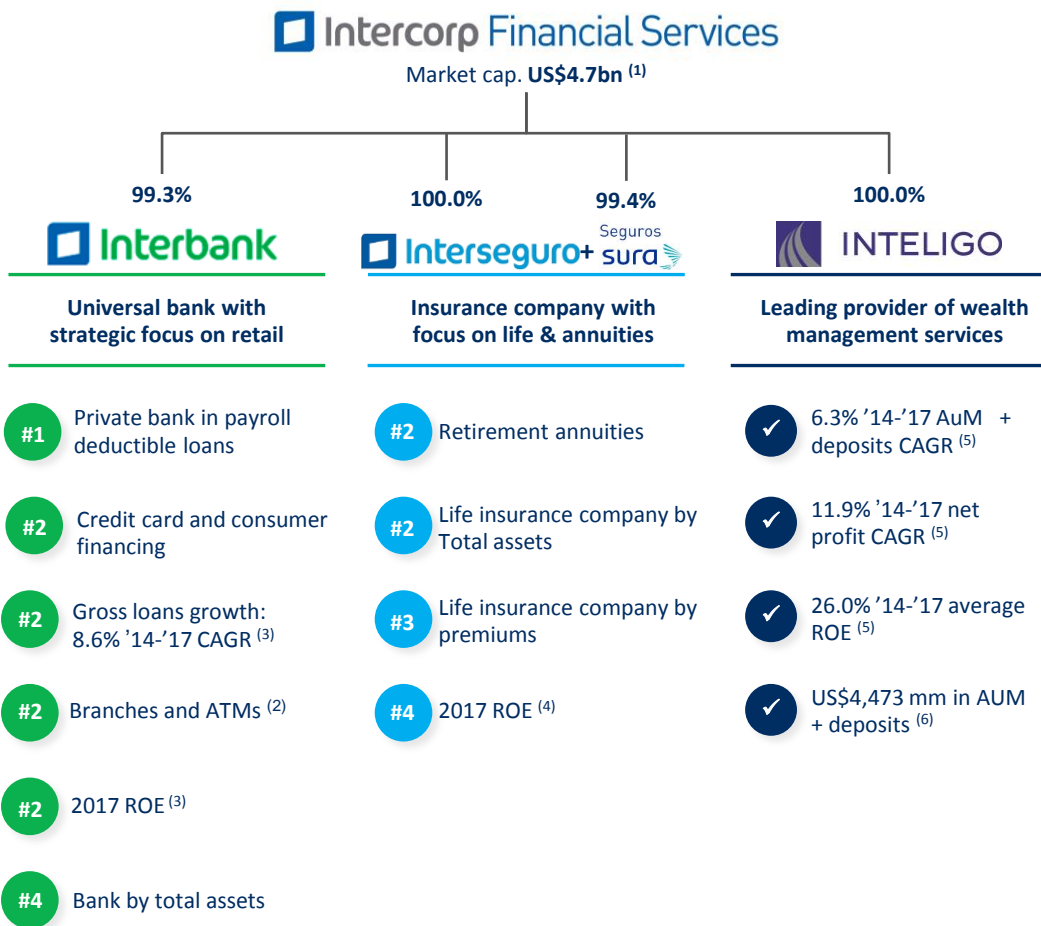 Intercorp Financial Services
Market cap. US$4.7bn (1)
99.3%
100.0%
99.4%
100.0%
Interbank
Interseguro+
Seguros
sura
INTELIGO
Universal bank with
strategic focus on retail
#1
Private bank in payroll
deductible loans
#2
Credit card and consumer
financing
#2
Gross loans growth:
8.6% ’14-’17 CAGR (3)
#2
Branches and ATMs (2)
#2
2017 ROE (3)
#4
Bank by total assets
Insurance company with
focus on life & annuities
#2
Retirement annuities
#2
Life insurance company by
Total assets
#3
Life insurance company by
premiums
#4
2017 ROE (4)
Leading provider of wealth
management services
✓
6.3% ’14-’17 AuM +
deposits CAGR (5)
✓
11.9% ’14-’17 net
profit CAGR (5)
✓
26.0% ’14-’17 average
ROE (5)
✓
US$4,473 mm in AUM
+ deposits (6)